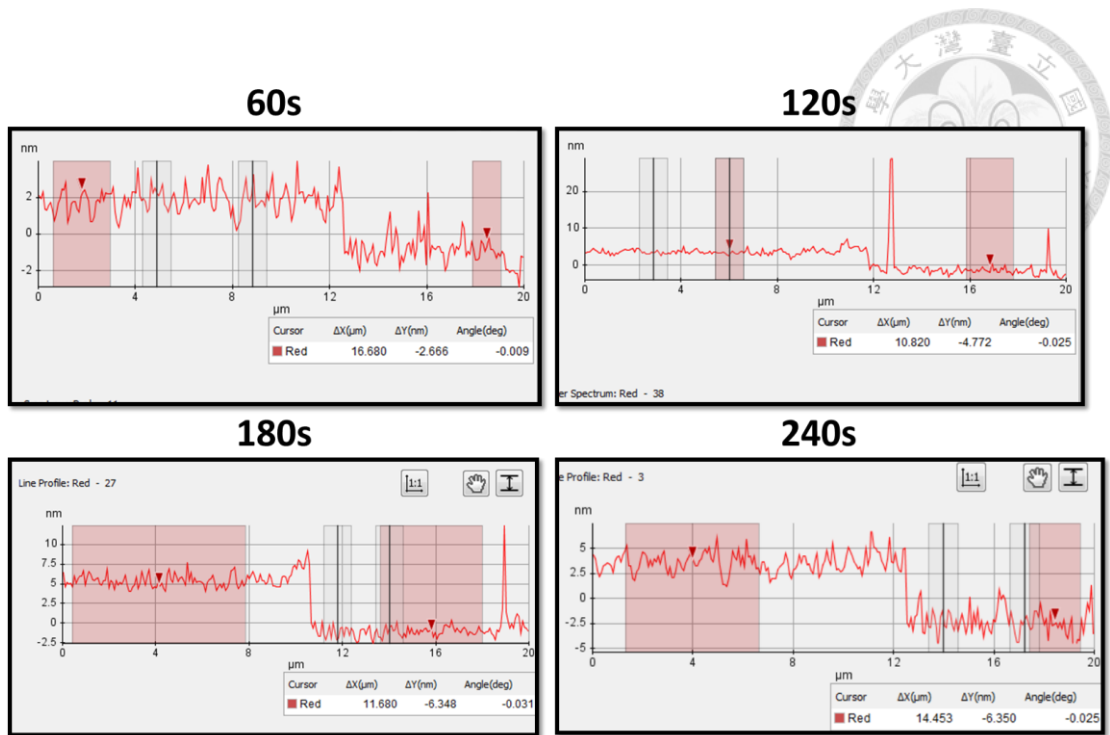 國
立
臺
灣
大
學
60s
120s
nm
2
0
-2
0 4 8 12 16 20
µm
Cursor ΔX(µm) ΔY(nm) Angle(deg)
Red 16.680 -2.666 -0.009
nm
20
10
0
0 4 8 12 16 20
µm
Cursor ΔX(µm) ΔY(nm) Angle(deg)
Red 10.820 -4.772 -0.025
er Spectrum: Red - 38
180s
240s
Line Profile: Red - 27
1:1
nm
10
7.5
5
2.5
0
-2.5
0 4 8 12 16 20
µm
Cursor ΔX(µm) ΔY(nm) Angle(deg)
Red 11.680 -6.348 -0.031
e Profile: Red - 3
1:1
nm
5
2.5
0
-2.5
-5
0 4 8 12 16 20
µm
Cursor ΔX(µm) ΔY(nm) Angle(deg)
Red 14.453 -6.350 -0.025